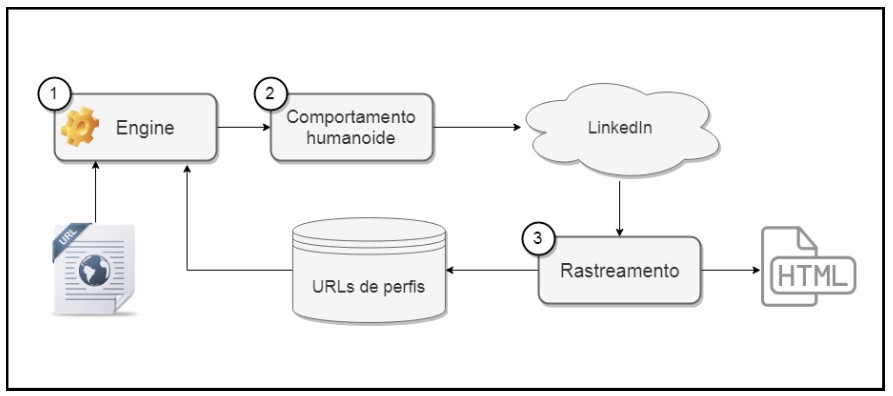 1
Engine
2
Comportamento
humanoide
LinkedIn
URL
URLs de perfis
3
Rastreamento
HTML